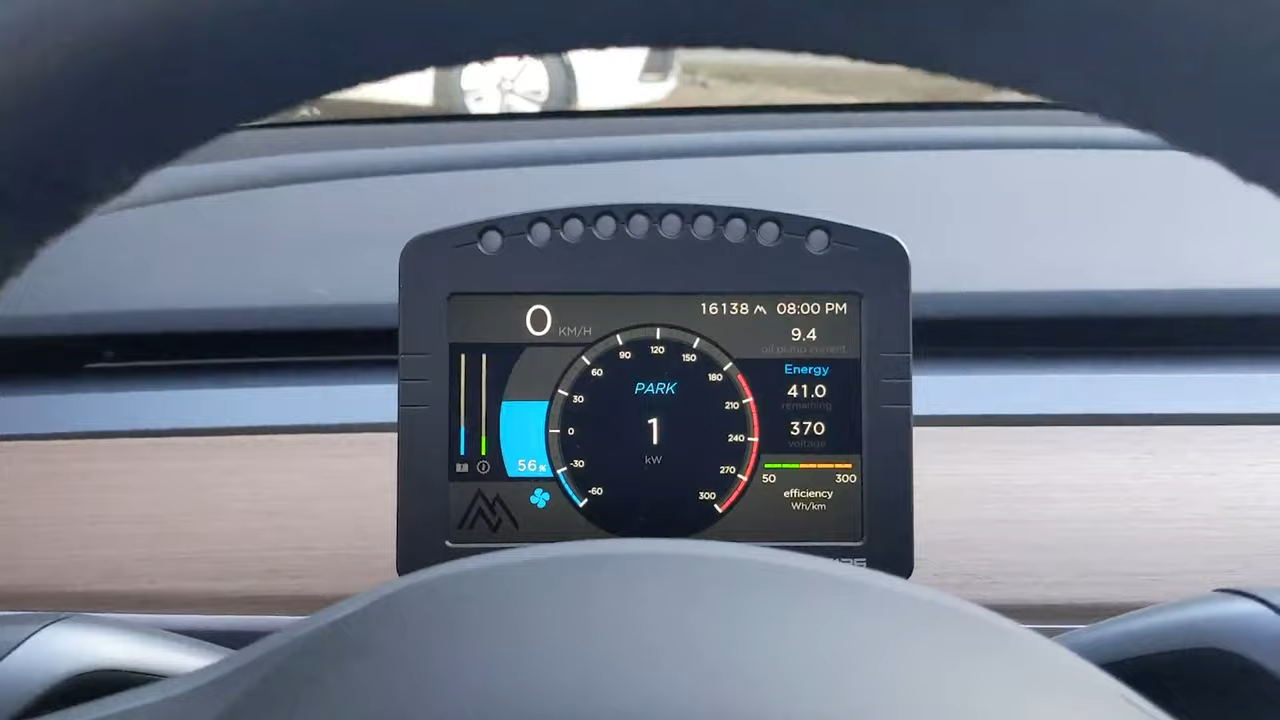 0 KM/H
16138 08:00 PM
9.4
oil pump current
Energy
41.0
remaining
370
voltage
50 300
efficiency
Wh/km
PARK
1
kW
-60
-30
0
30
60
90
120
150
180
210
240
270
300
56%